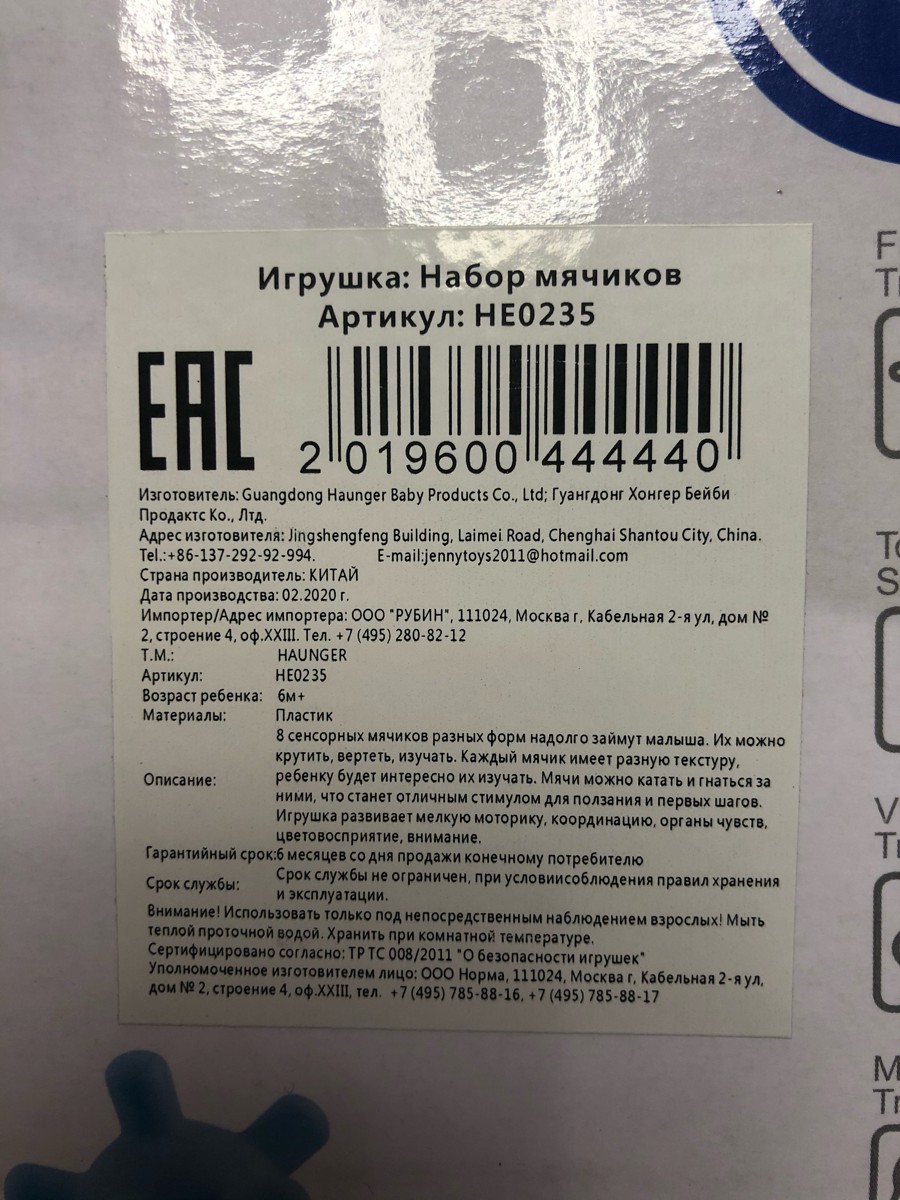 Игрушка: Набор мячиков
Артикул: HE0235
EAC
2 019600 444440
Изготовитель: Guangdong Haunger Baby Products Co., Ltd; Гуангдонг Хонгер Бейби
Продактс Ко., Лтд.
Адрес изготовителя: Jingshengfeng Building, Laimei Road, Chenghai Shantou City, China.
Tel.:+86-137-292-92-994. E-mail:jennytoys2011@hotmail.com
Страна производитель: КИТАЙ
Дата производства: 02.2020 г.
Импортер/Адрес импортера: ООО "РУБИН", 111024, Москва г, Кабельная 2-я ул, дом №
2, строение 4, оф.XXIII. Тел. +7 (495) 280-82-12
Т.М.: HAUNGER
Артикул: HE0235
Возраст ребенка: 6м+
Материалы: Пластик
Описание: 8 сенсорных мячиков разных форм надолго займут малыша. Их можно
крутить, вертеть, изучать. Каждый мячик имеет разную текстуру,
ребенку будет интересно их изучать. Мячи можно катать и гнаться за
ними, что станет отличным стимулом для ползания и первых шагов.
Игрушка развивает мелкую моторику, координацию, органы чувств,
цветовосприятие, внимание.
Гарантийный срок:6 месяцев со дня продажи конечному потребителю
Срок службы: Срок службы не ограничен, при условиисоблюдения правил хранения
и эксплуатации.
Внимание! Использовать только под непосредственным наблюдением взрослых! Мыть
теплой проточной водой. Хранить при комнатной температуре.
Сертифицировано согласно: ТР ТС 008/2011 "О безопасности игрушек"
Уполномоченное изготовителем лицо: ООО Норма, 111024, Москва г, Кабельная 2-я ул,
дом № 2, строение 4, оф.XXIII, тел. +7 (495) 785-88-16, +7 (495) 785-88-17